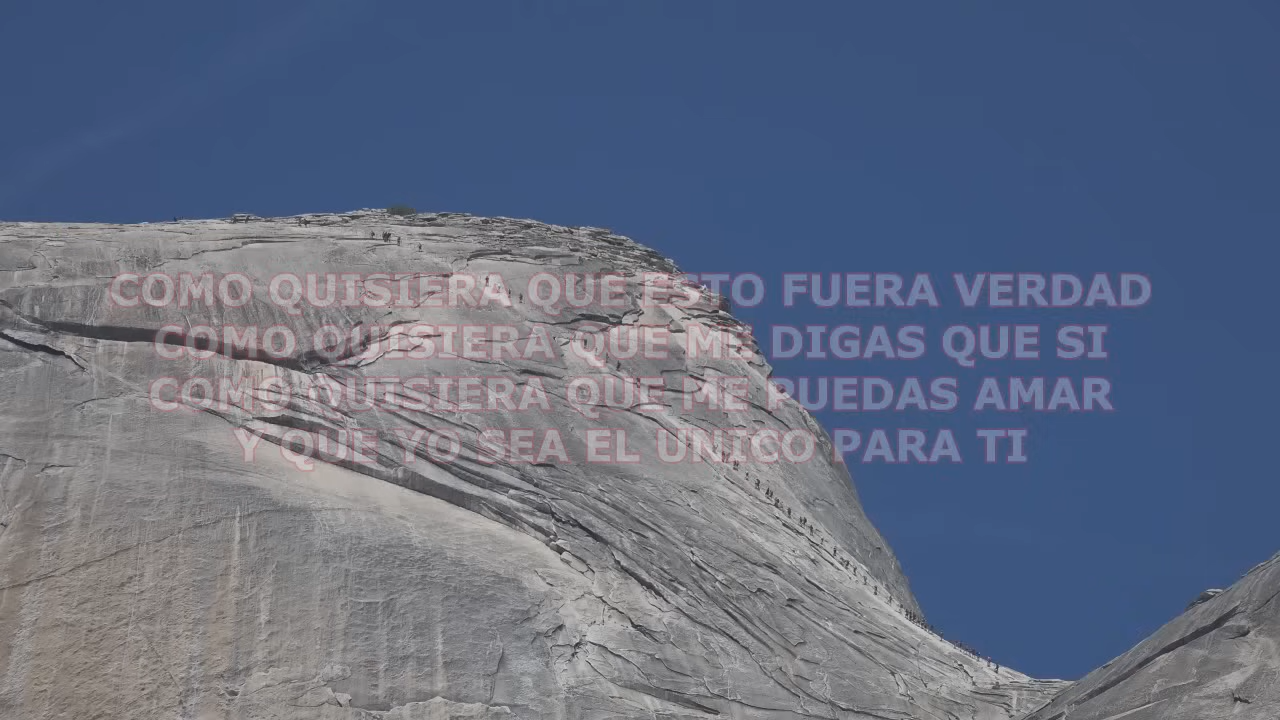 COMO QUISIERA QUE ESTO FUERA VERDAD
COMO QUISIERA QUE ME DIGAS QUE SI
COMO QUISIERA QUE ME PUEDAS AMAR
Y QUE YO SEA EL UNICO PARA TI